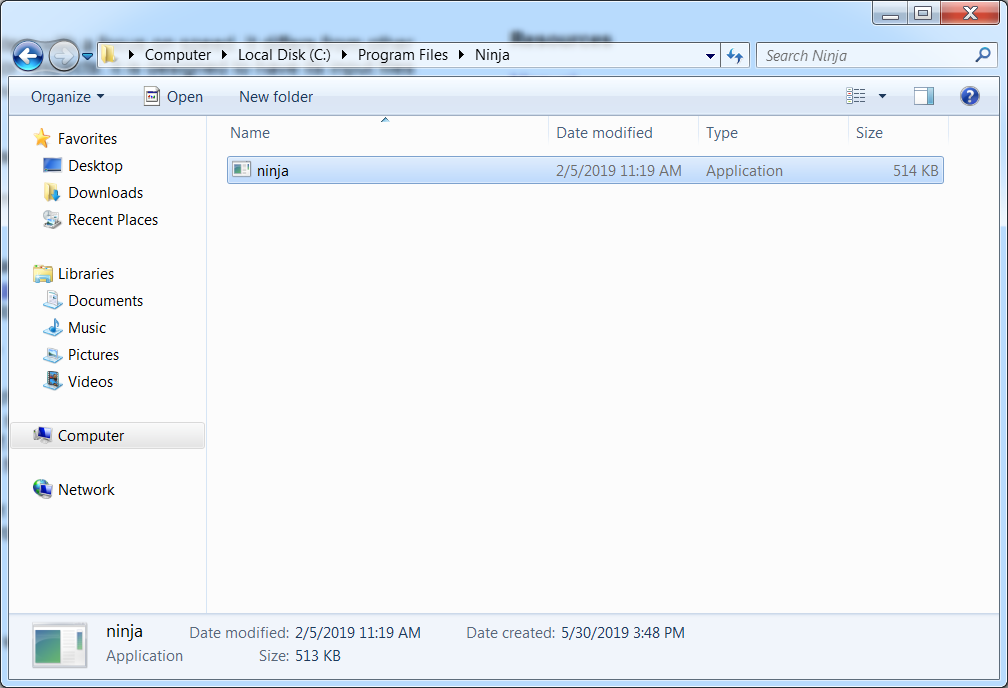 Computer Local Disk (C:) Program Files Ninja
Search Ninja
Organize Open New folder
Name Date modified Type Size
ninja 2/5/2019 11:19 AM Application 514 KB
Favorites
Desktop
Downloads
Recent Places
Libraries
Documents
Music
Pictures
Videos
Computer
Network
ninja Date modified: 2/5/2019 11:19 AM Date created: 5/30/2019 3:48 PM
Application Size: 513 KB